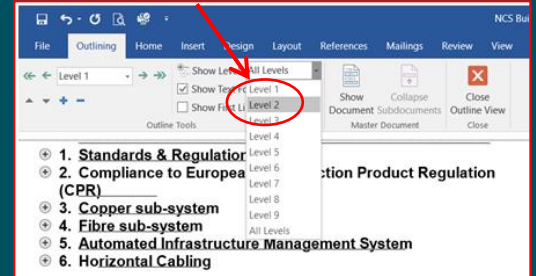 NCS Bui
File Outlining Home Insert Design Layout References Mailings Review View
Level 1 Show Level All Levels
Show Text Fo
Show First Li
Outline Tools
Show Document
Collapse Subdocuments
Master Document
Close Outline View
Close
Level 1
Level 2
Level 3
Level 4
Level 5
Level 6
Level 7
Level 8
Level 9
All Levels
1. Standards & Regulation
2. Compliance to Europea ction Product Regulation
(CPR)
3. Copper sub-system
4. Fibre sub-system
5. Automated Infrastructure Management System
6. Horizontal Cabling